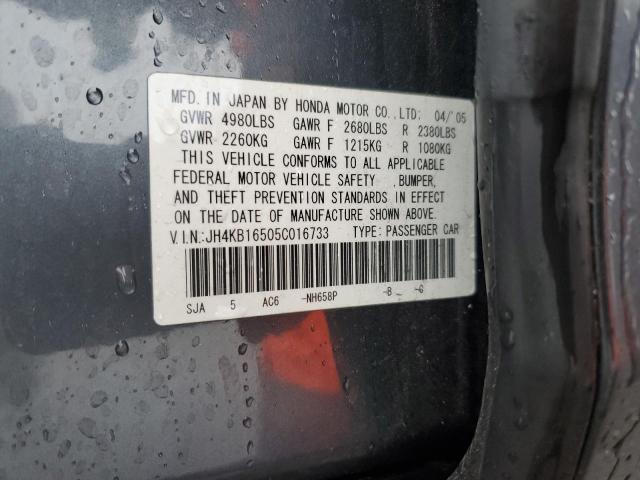 MFD. IN JAPAN BY HONDA MOTOR CO.,LTD: 04/'05
GVWR 4980LBS GAWR F 2680LBS R 2380LBS
GVWR 2260KG GAWR F 1215KG R 1080KG
THIS VEHICLE CONFORMS TO ALL APPLICABLE
FEDERAL MOTOR VEHICLE SAFETY ,BUMPER,
AND THEFT PREVENTION STANDARDS IN EFFECT
ON THE DATE OF MANUFACTURE SHOWN ABOVE.
V.I.N.:JH4KB16505C016733 TYPE: PASSENGER CAR
SJA 5 AC6 -NH658P -B -G